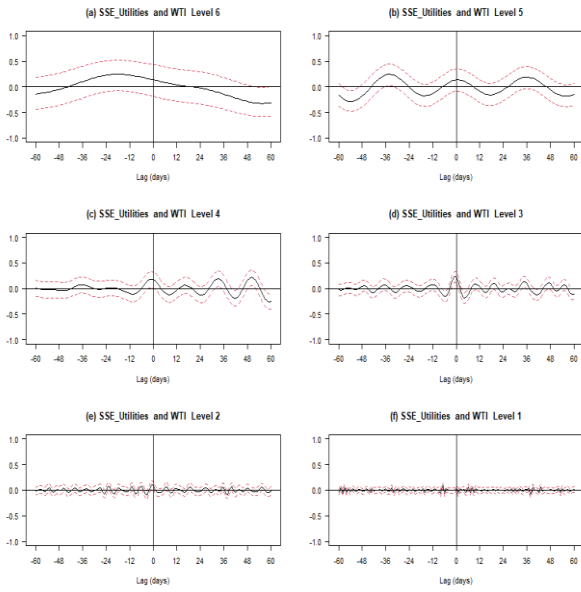 (a) SSE_Utilities and WTI Level 6
(b) SSE_Utilities and WTI Level 5
1.0
0.5
0.0
-0.5
-1.0
-60 -48 -36 -24 -12 0 12 24 36 48 60
Lag (days)
1.0
0.5
0.0
-0.5
-1.0
-60 -48 -36 -24 -12 0 12 24 36 48 60
Lag (days)
(c) SSE_Utilities and WTI Level 4
(d) SSE_Utilities and WTI Level 3
1.0
0.5
0.0
-0.5
-1.0
-60 -48 -36 -24 -12 0 12 24 36 48 60
Lag (days)
1.0
0.5
0.0
-0.5
-1.0
-60 -48 -36 -24 -12 0 12 24 36 48 60
Lag (days)
(e) SSE_Utilities and WTI Level 2
(f) SSE_Utilities and WTI Level 1
1.0
0.5
0.0
-0.5
-1.0
-60 -48 -36 -24 -12 0 12 24 36 48 60
Lag (days)
1.0
0.5
0.0
-0.5
-1.0
-60 -48 -36 -24 -12 0 12 24 36 48 60
Lag (days)